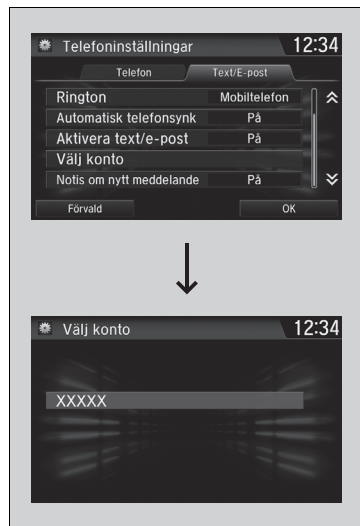 Telefoninställningar 12:34
Telefon Text/E-post
Rington Mobiltelefon
Automatisk telefonsynk På
Aktivera text/e-post På
Välj konto
Notis om nytt meddelande På
Förvald OK
Välj konto 12:34
XXXXX